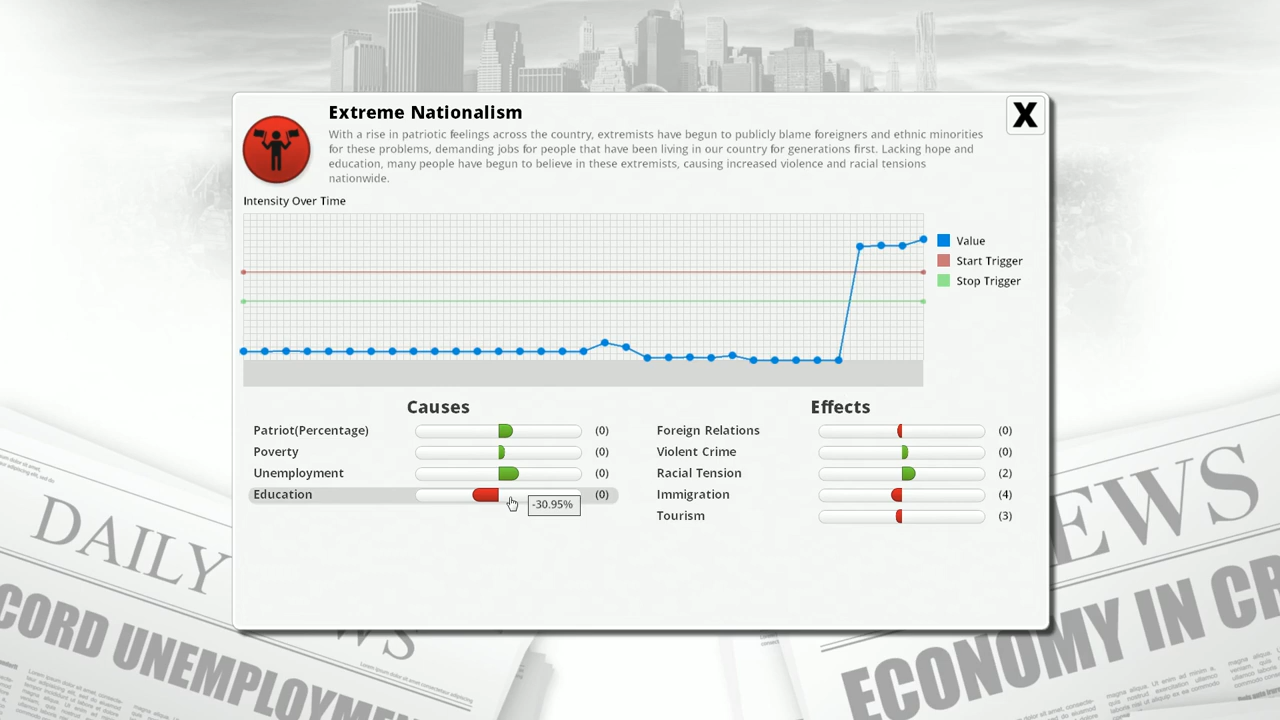 Extreme Nationalism
X
With a rise in patriotic feelings across the country, extremists have began to publicly blame foreigners and ethnic minorities
for these problems, demanding jobs for people that have been living in our country for generations first. Lacking hope and
education, many people have begun to believe in these extremists, causing increased violence and racial tensions
nationwide.
Intensity Over Time
Value
Start Trigger
Stop Trigger
Causes
Patriot(Percentage) (0)
Poverty (0)
Unemployment (0)
Education (0)
-30.95%
Effects
Foreign Relations (0)
Violent Crime (0)
Racial Tension (2)
Immigration (4)
Tourism (3)
DAILY
WS
CORD UNEMPLOYMEN
EWS
ECONOMY IN CR